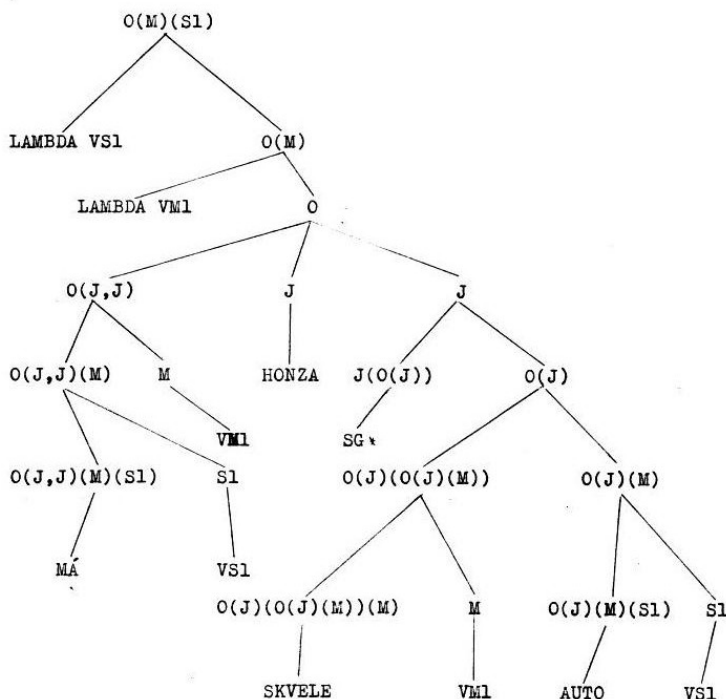 O(M)(S1)
LAMBDA VS1 O(M)
LAMBDA VM1 O
O(J,J) J J
O(J,J)(M) M HONZA J(O(J)) O(J)
VM1 SG
O(J,J)(M)(S1) S1 O(J)(O(J)(M)) O(J)(M)
MÁ VS1
O(J)(O(J)(M))(M) M O(J)(M)(S1) S1
SKVELE VM1 AUTO VS1